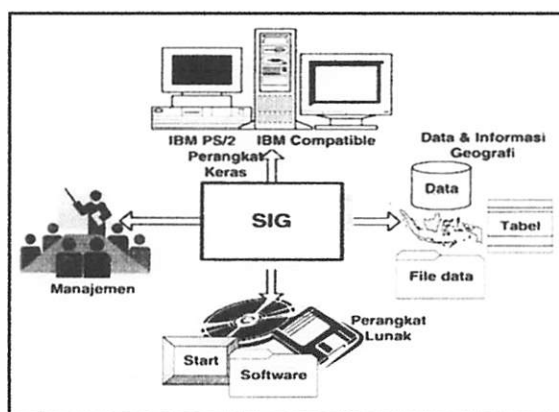 IBM PS/2 IBM Compatible
Perangkat
Keras
Data & Informasi
Geografi
Data
Tabel
File data
SIG
Manajemen
Perangkat
Lunak
Start
Software